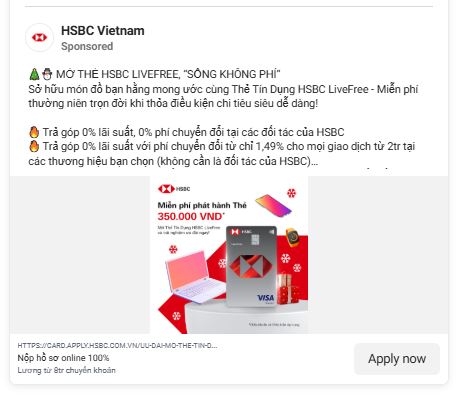 HSBC Vietnam
Sponsored
🎄⛄ MỞ THẺ HSBC LIVEFREE, “SỐNG KHÔNG PHÍ”
Sở hữu món đồ bạn hằng mong ước cùng Thẻ Tín Dụng HSBC LiveFree - Miễn phí
thường niên trọn đời khi thỏa điều kiện chi tiêu siêu dễ dàng!
🔥 Trả góp 0% lãi suất, 0% phí chuyển đổi tại các đối tác của HSBC
🔥 Trả góp 0% lãi suất với phí chuyển đổi từ chỉ 1,49% cho mọi giao dịch từ 2tr tại
các thương hiệu bạn chọn (không cần là đối tác của HSBC)...
HSBC
Miễn phí phát hành Thẻ
350.000 VND*
Mở Thẻ Tín Dụng HSBC LiveFree
VISA
HTTPS://CARD.APPLY.HSBC.COM.VN/UU-DAI-MO-THE-TIN-D...
Nộp hồ sơ online 100%
Lương từ 8tr chuyển khoản
Apply now